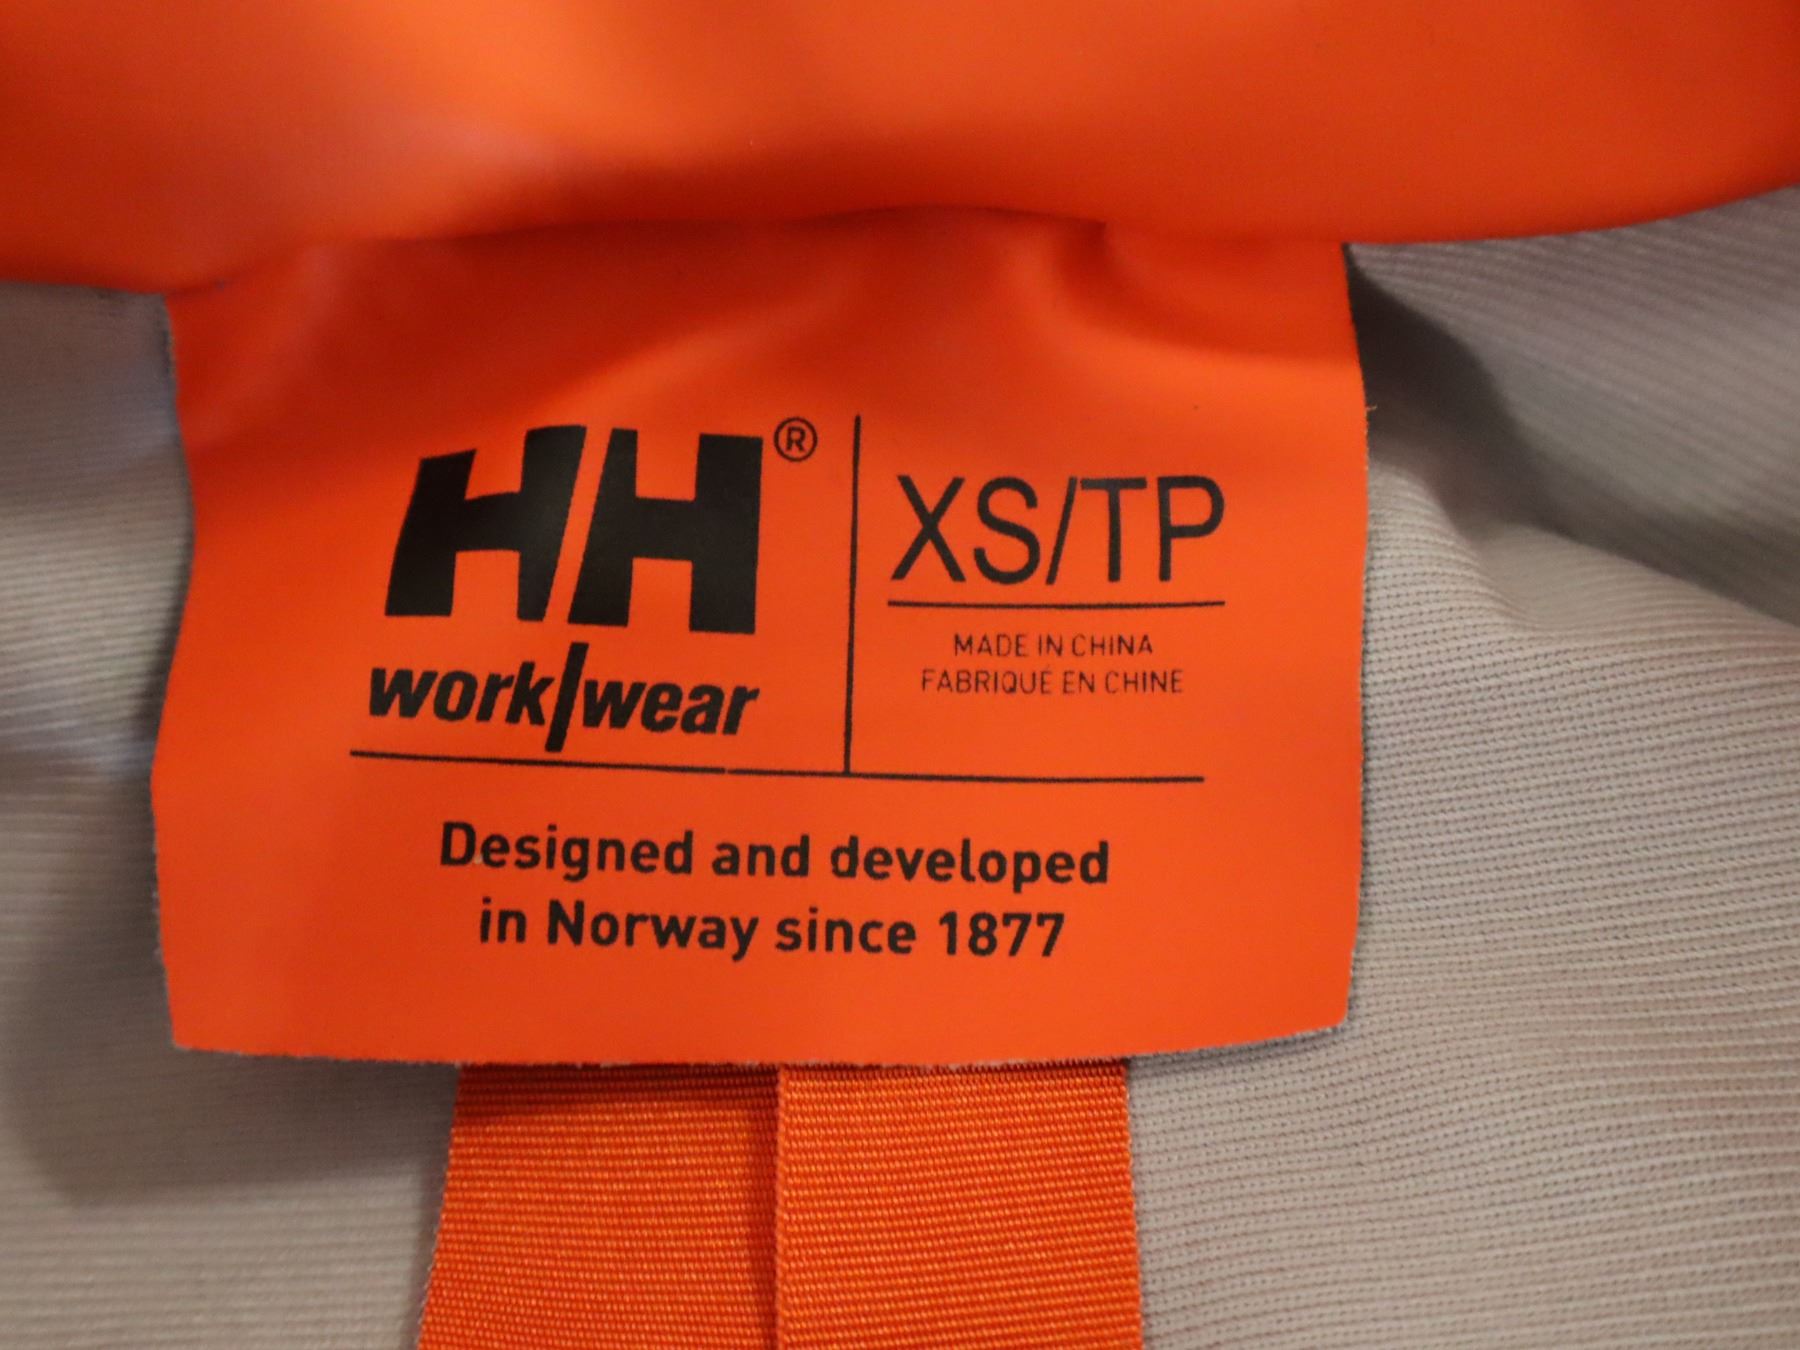 HH®
work/wear
XS/TP
MADE IN CHINA
FABRIQUÉ EN CHINE
Designed and developed
in Norway since 1877